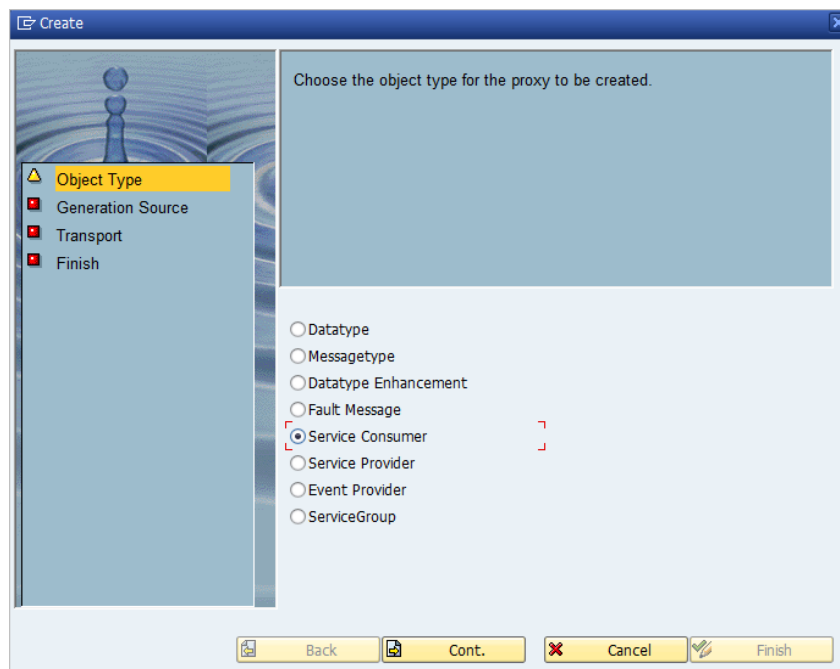 Create
Choose the object type for the proxy to be created.
Object Type
Generation Source
Transport
Finish
Datatype
Messagetype
Datatype Enhancement
Fault Message
Service Consumer
Service Provider
Event Provider
ServiceGroup
Back
Cont.
Cancel
Finish